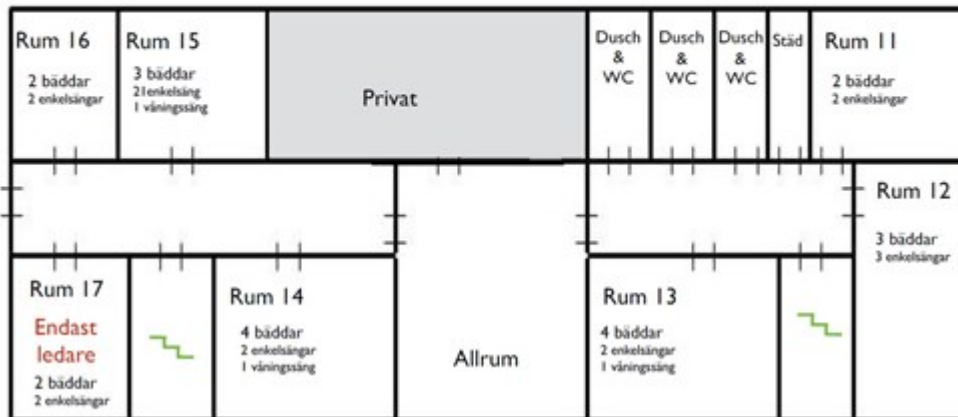 Rum 16
2 bäddar
2 enkelsängar
Rum 15
3 bäddar
21enkelsäng
1 våningssäng
Privat
Dusch
&
WC
Dusch
&
WC
Dusch
&
WC
Städ
Rum 11
2 bäddar
2 enkelsängar
Rum 12
3 bäddar
3 enkelsängar
Rum 17
Endast
ledare
2 bäddar
2 enkelsängar
Rum 14
4 bäddar
2 enkelsängar
1 våningssäng
Allrum
Rum 13
4 bäddar
2 enkelsängar
1 våningssäng